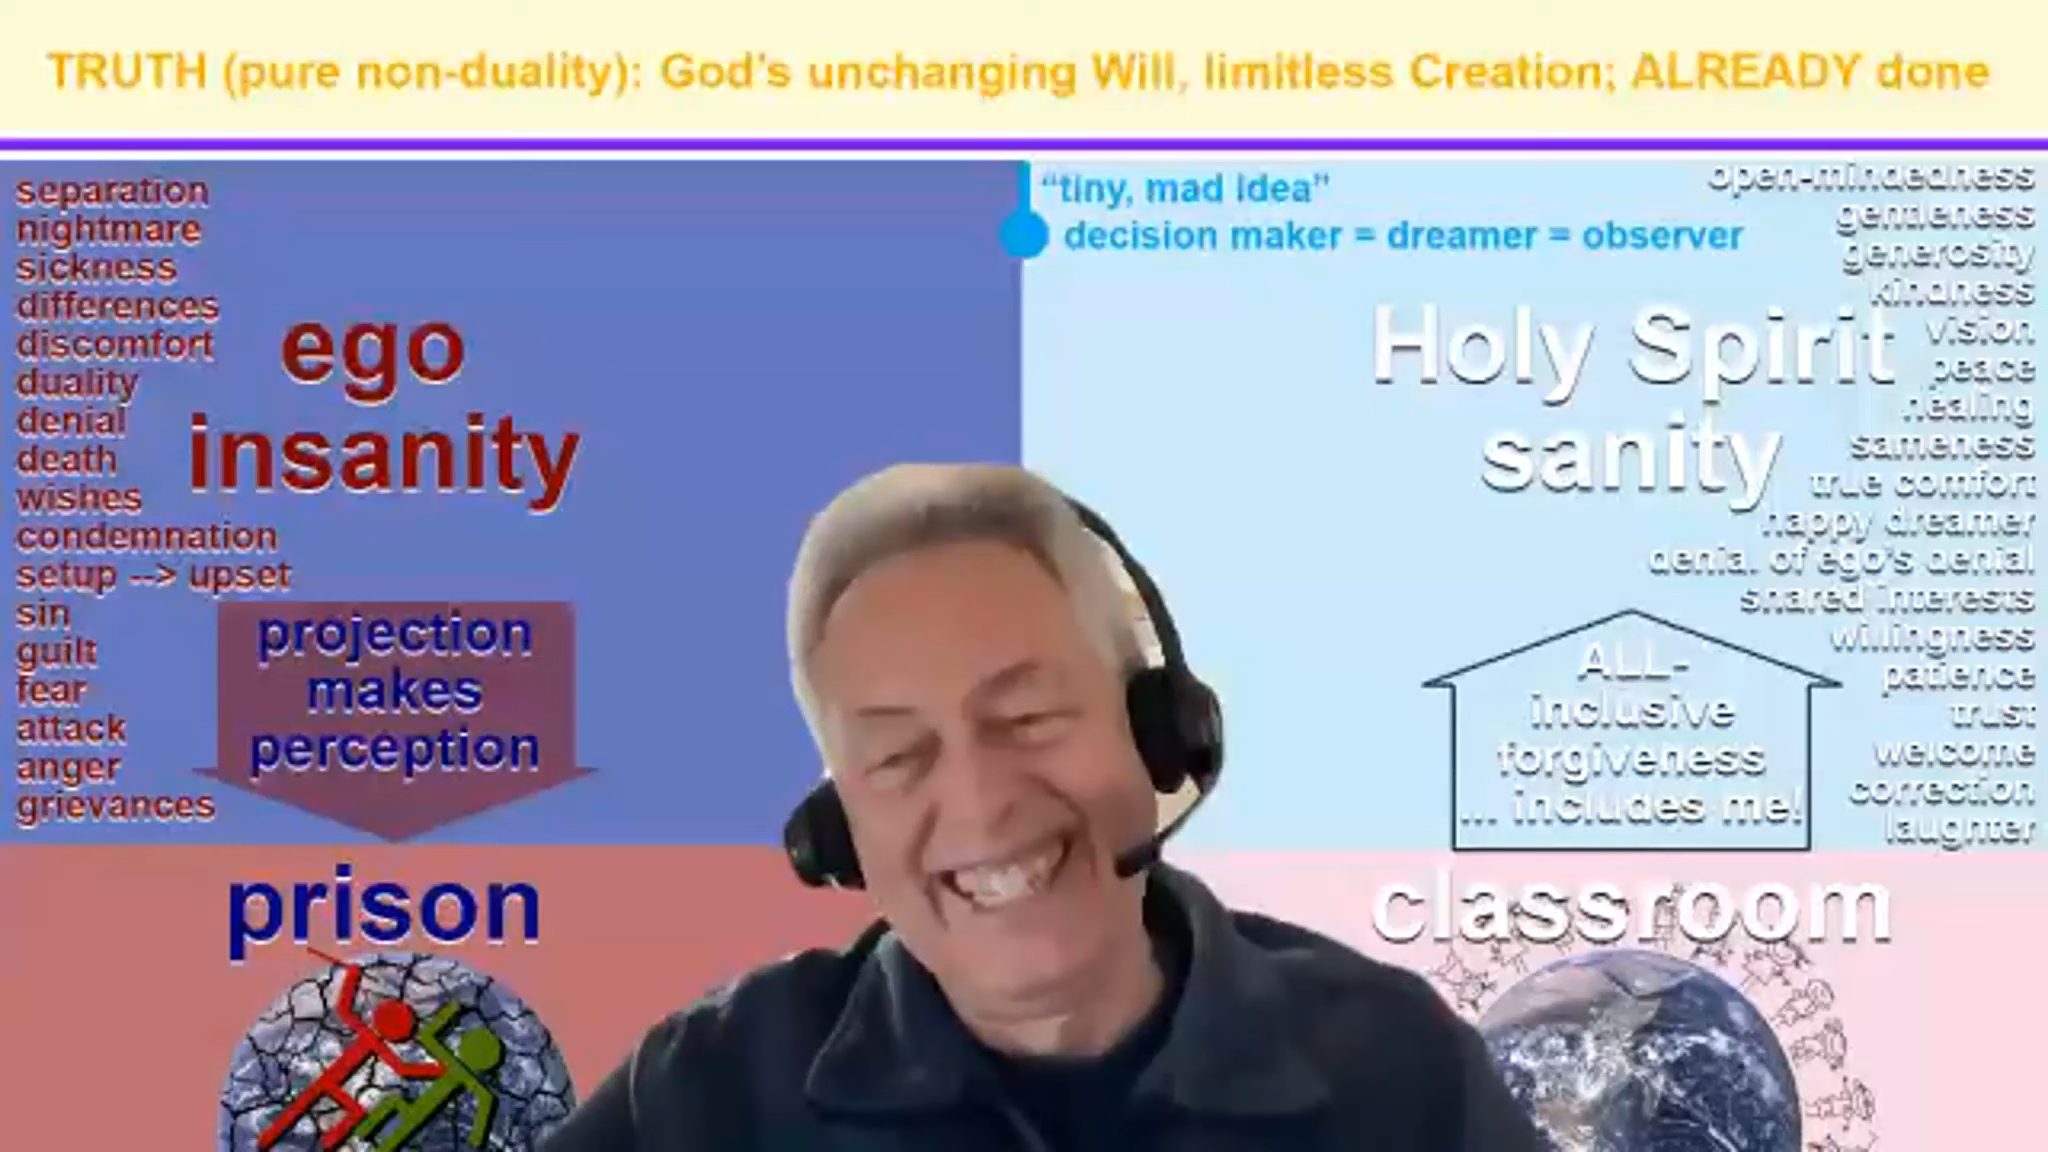 TRUTH (pure non-duality): God's unchanging Will, limitless Creation; ALREADY done
separation
nightmare
sickness
differences
discomfort
duality
denial
death
wishes
condemnation
setup --> upset
sin
guilt
fear
attack
anger
grievances
ego
insanity
projection
makes
perception
prison
"tiny, mad idea"
decision maker = dreamer = observer
Holy Spirit
sanity
open-mindedness
gentleness
generosity
kindness
vision
peace
healing
sameness
true comfort
happy dreamer
denial of ego's denial
shared interests
willingness
patience
trust
welcome
correction
laughter
ALL-
inclusive
forgiveness
... includes me!
classroom